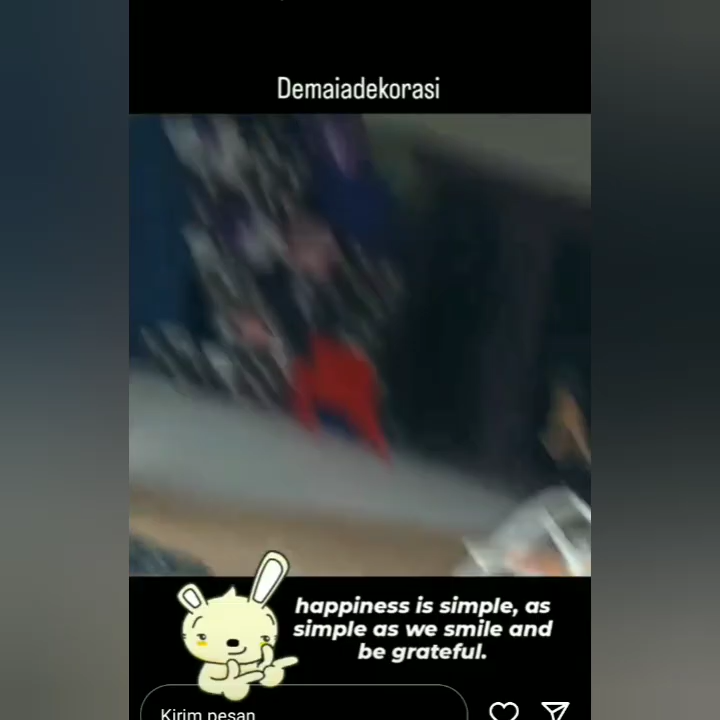 Demaiadekorasi
happiness is simple, as
simple as we smile and
be grateful.
Kirim pesan